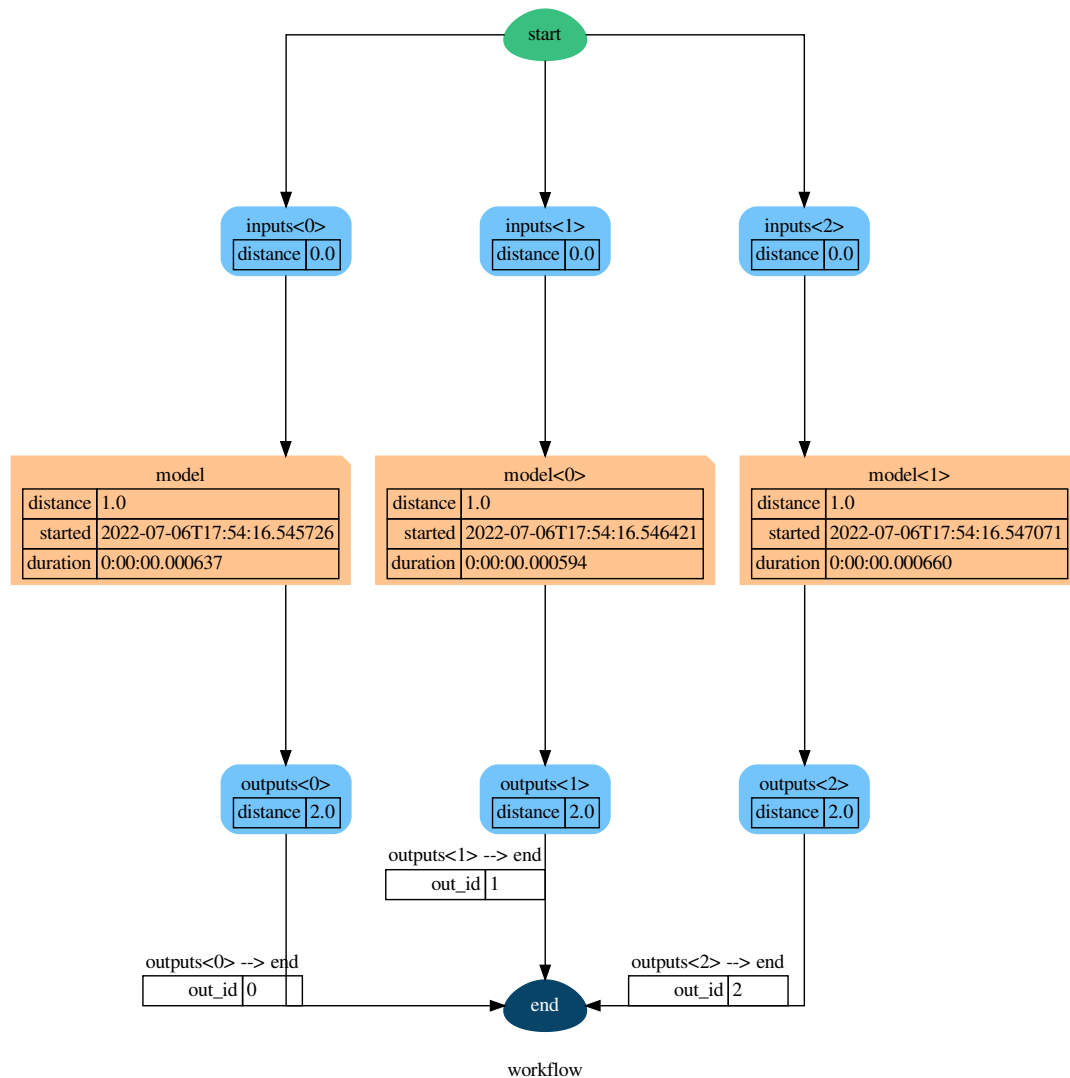 start
inputs<0>
distance 0.0
inputs<1>
distance 0.0
inputs<2>
distance 0.0
model
distance 1.0
started 2022-07-06T17:54:16.545726
duration 0:00:00.000637
model<0>
distance 1.0
started 2022-07-06T17:54:16.546421
duration 0:00:00.000594
model<1>
distance 1.0
started 2022-07-06T17:54:16.547071
duration 0:00:00.000660
outputs<0>
distance 2.0
outputs<1>
distance 2.0
outputs<2>
distance 2.0
outputs<1> --> end
out_id 1
outputs<0> --> end
out_id 0
outputs<2> --> end
out_id 2
end
workflow